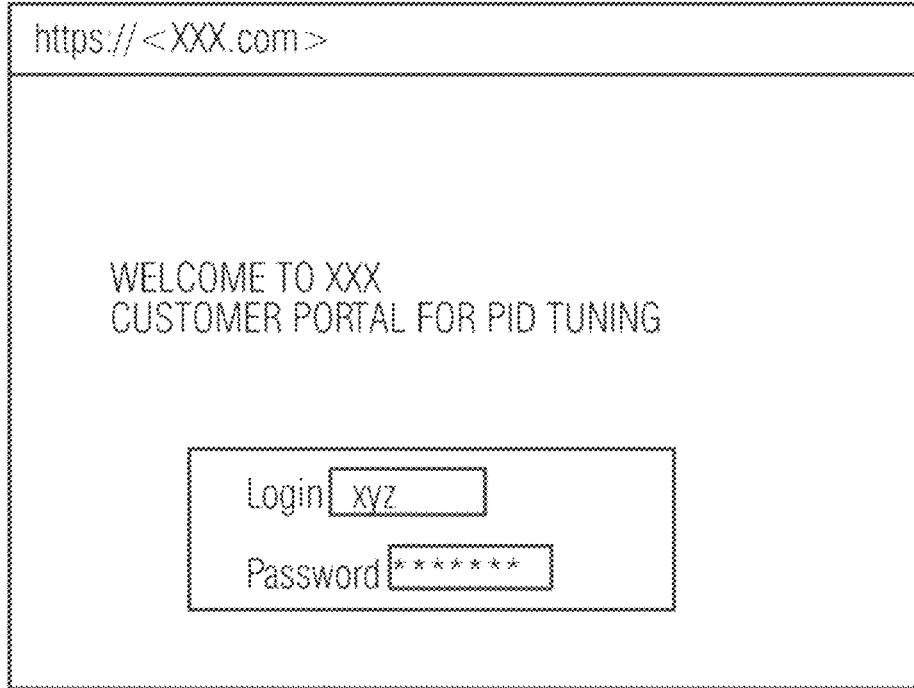 https://<XXX.com>
WELCOME TO XXX
CUSTOMER PORTAL FOR PID TUNING
Login xyz
Password *******